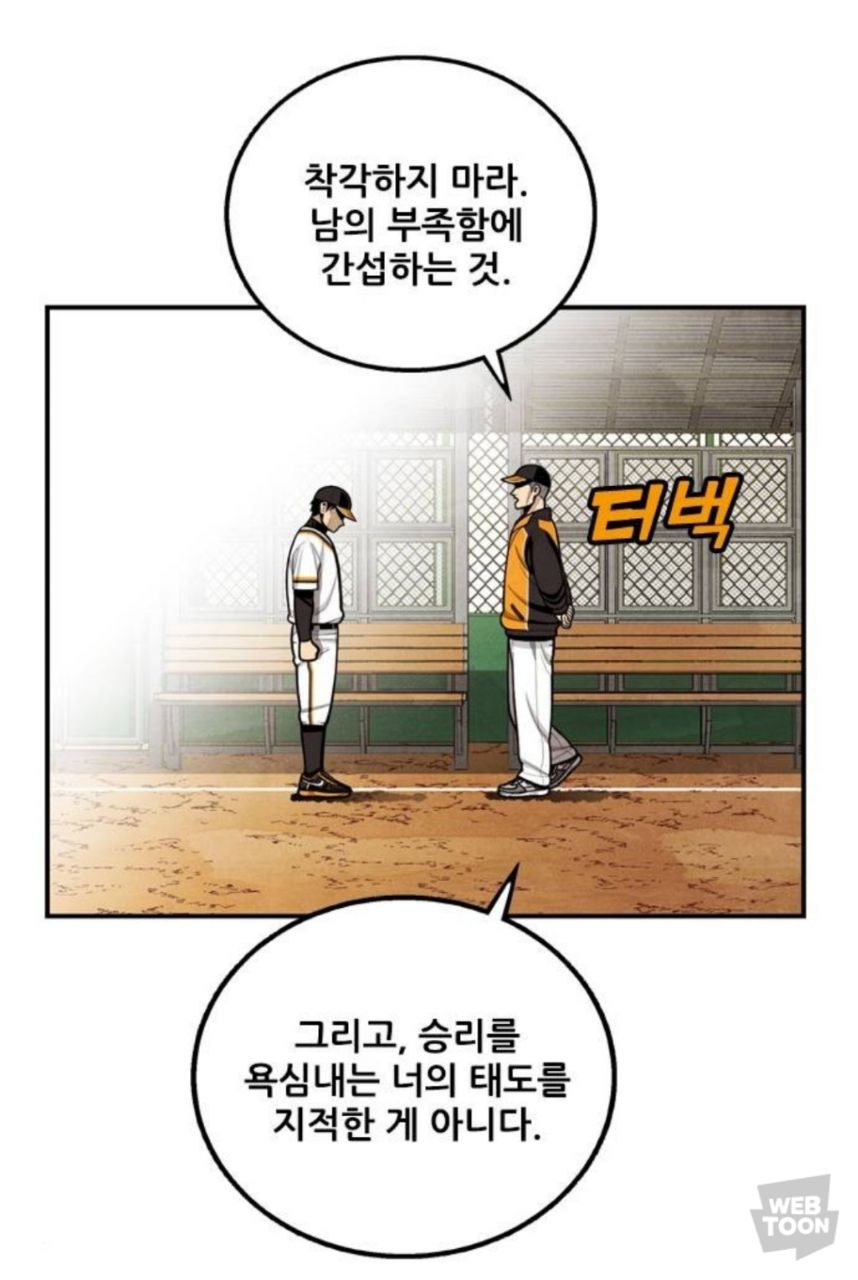 착각하지 마라.
남의 부족함에
간섭하는 것.
터벅
그리고, 승리를
욕심내는 너의 태도를
지적한 게 아니다.
WEB
TOON